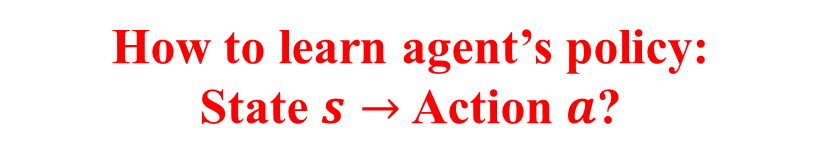 How to learn agent’s policy:
State s → Action a?